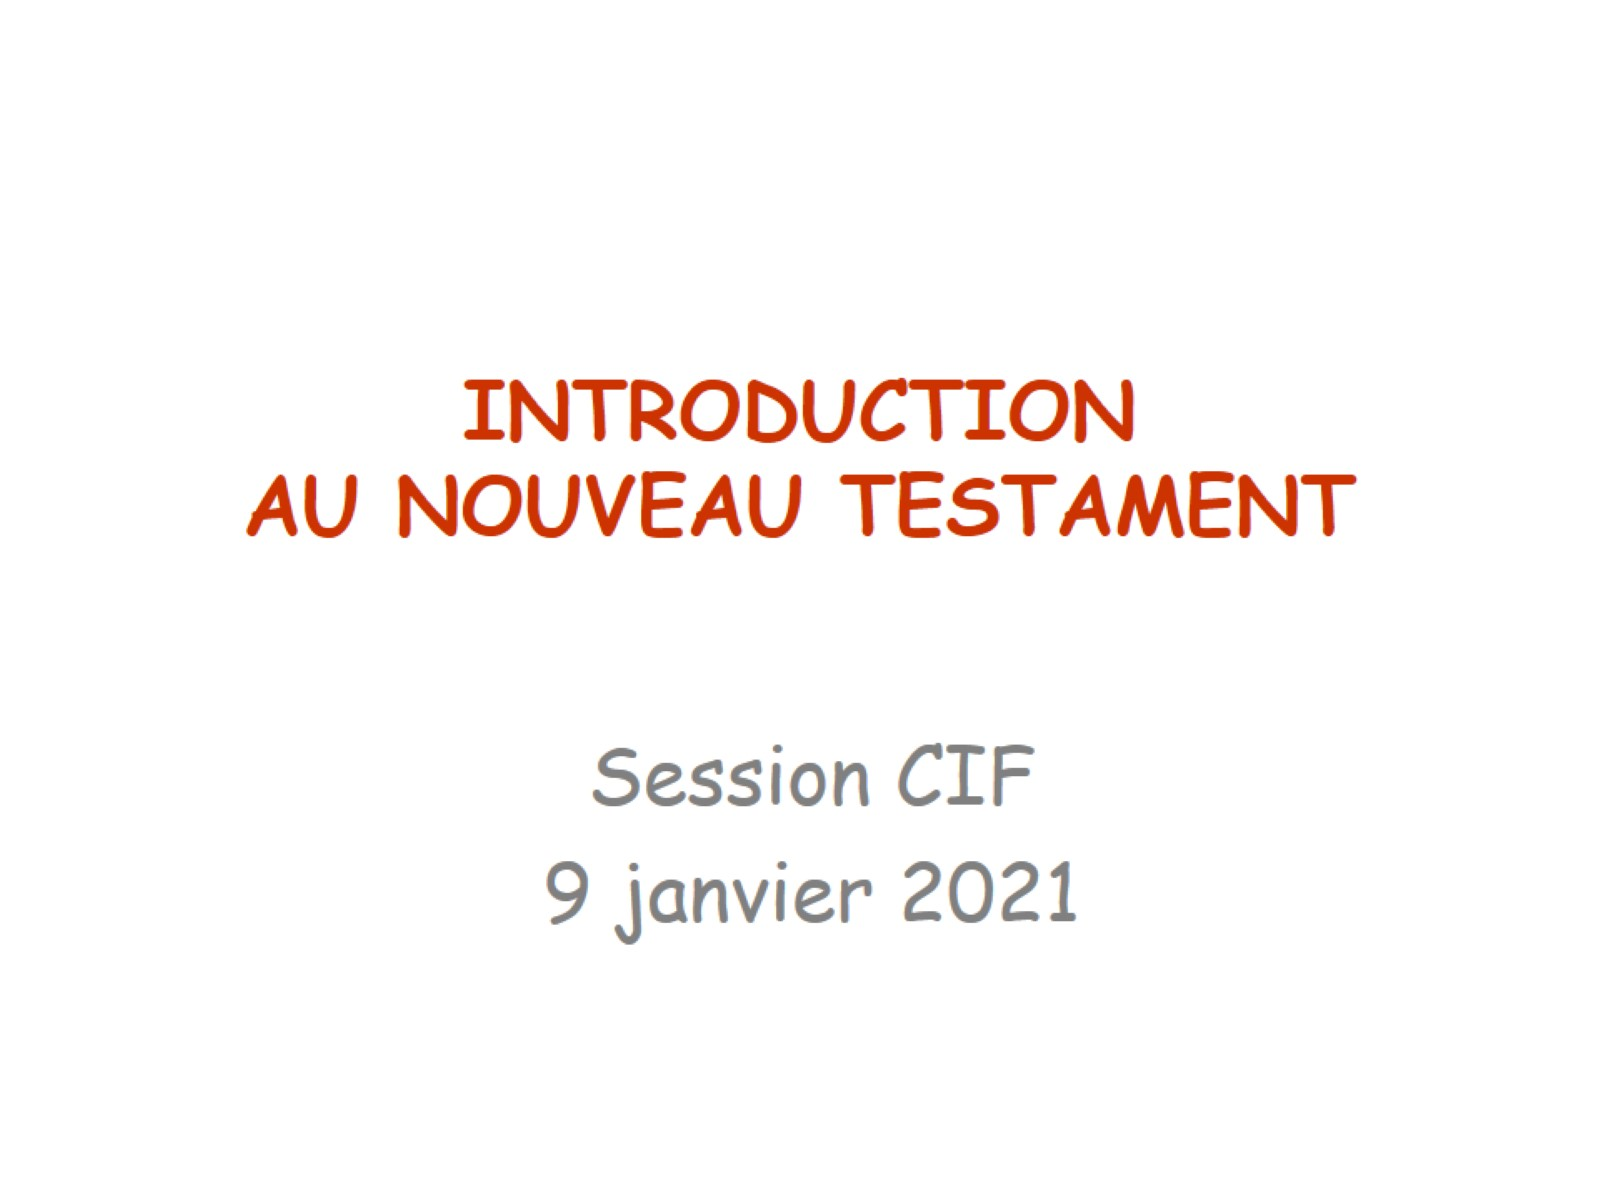 INTRODUCTION
AU NOUVEAU TESTAMENT
Session CIF
9 janvier 2021